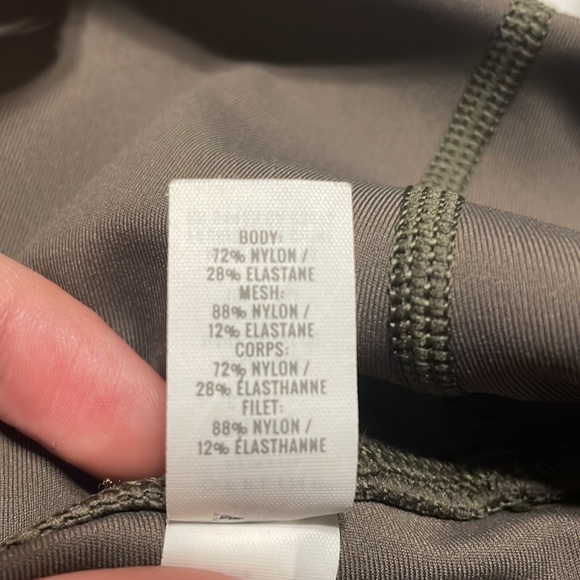 BODY:
72% NYLON /
28% ELASTANE
MESH:
88% NYLON /
12% ELASTANE
CORPS:
72% NYLON /
28% ÉLASTHANNE
FILET:
88% NYLON /
12% ÉLASTHANNE